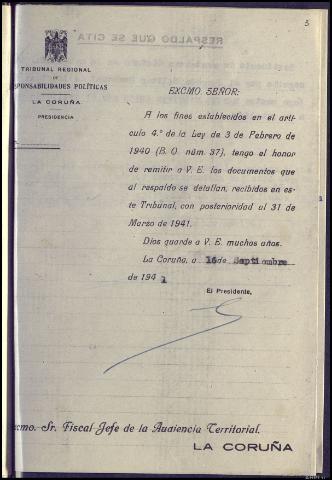 3
RESPALDO QUE SE CITA
TRIBUNAL REGIONAL
DE
RESPONSABILIDADES POLÍTICAS
LA CORUÑA
PRESIDENCIA
EXCMO. SEÑOR:
A los fines establecidos en el artí-
culo 4.º de la Ley de 3 de Febrero de
1940 (B. O. núm. 37), tengo el honor
de remitir a V. E. los documentos que
al respaldo se detallan, recibidos en es-
te Tribunal, con posterioridad al 31 de
Marzo de 1941.
Dios guarde a V. E. muchos años.
La Coruña, a 16 de Septiembre
de 1941
El Presidente,
xcmo. Sr. Fiscal-Jefe de la Audiencia Territorial.
LA CORUÑA